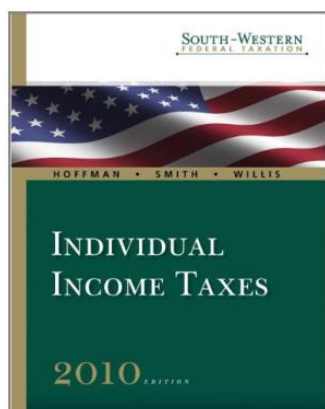 SOUTH-WESTERN
FEDERAL TAXATION
HOFFMAN • SMITH • WILLIS
INDIVIDUAL
INCOME TAXES
2010 EDITION